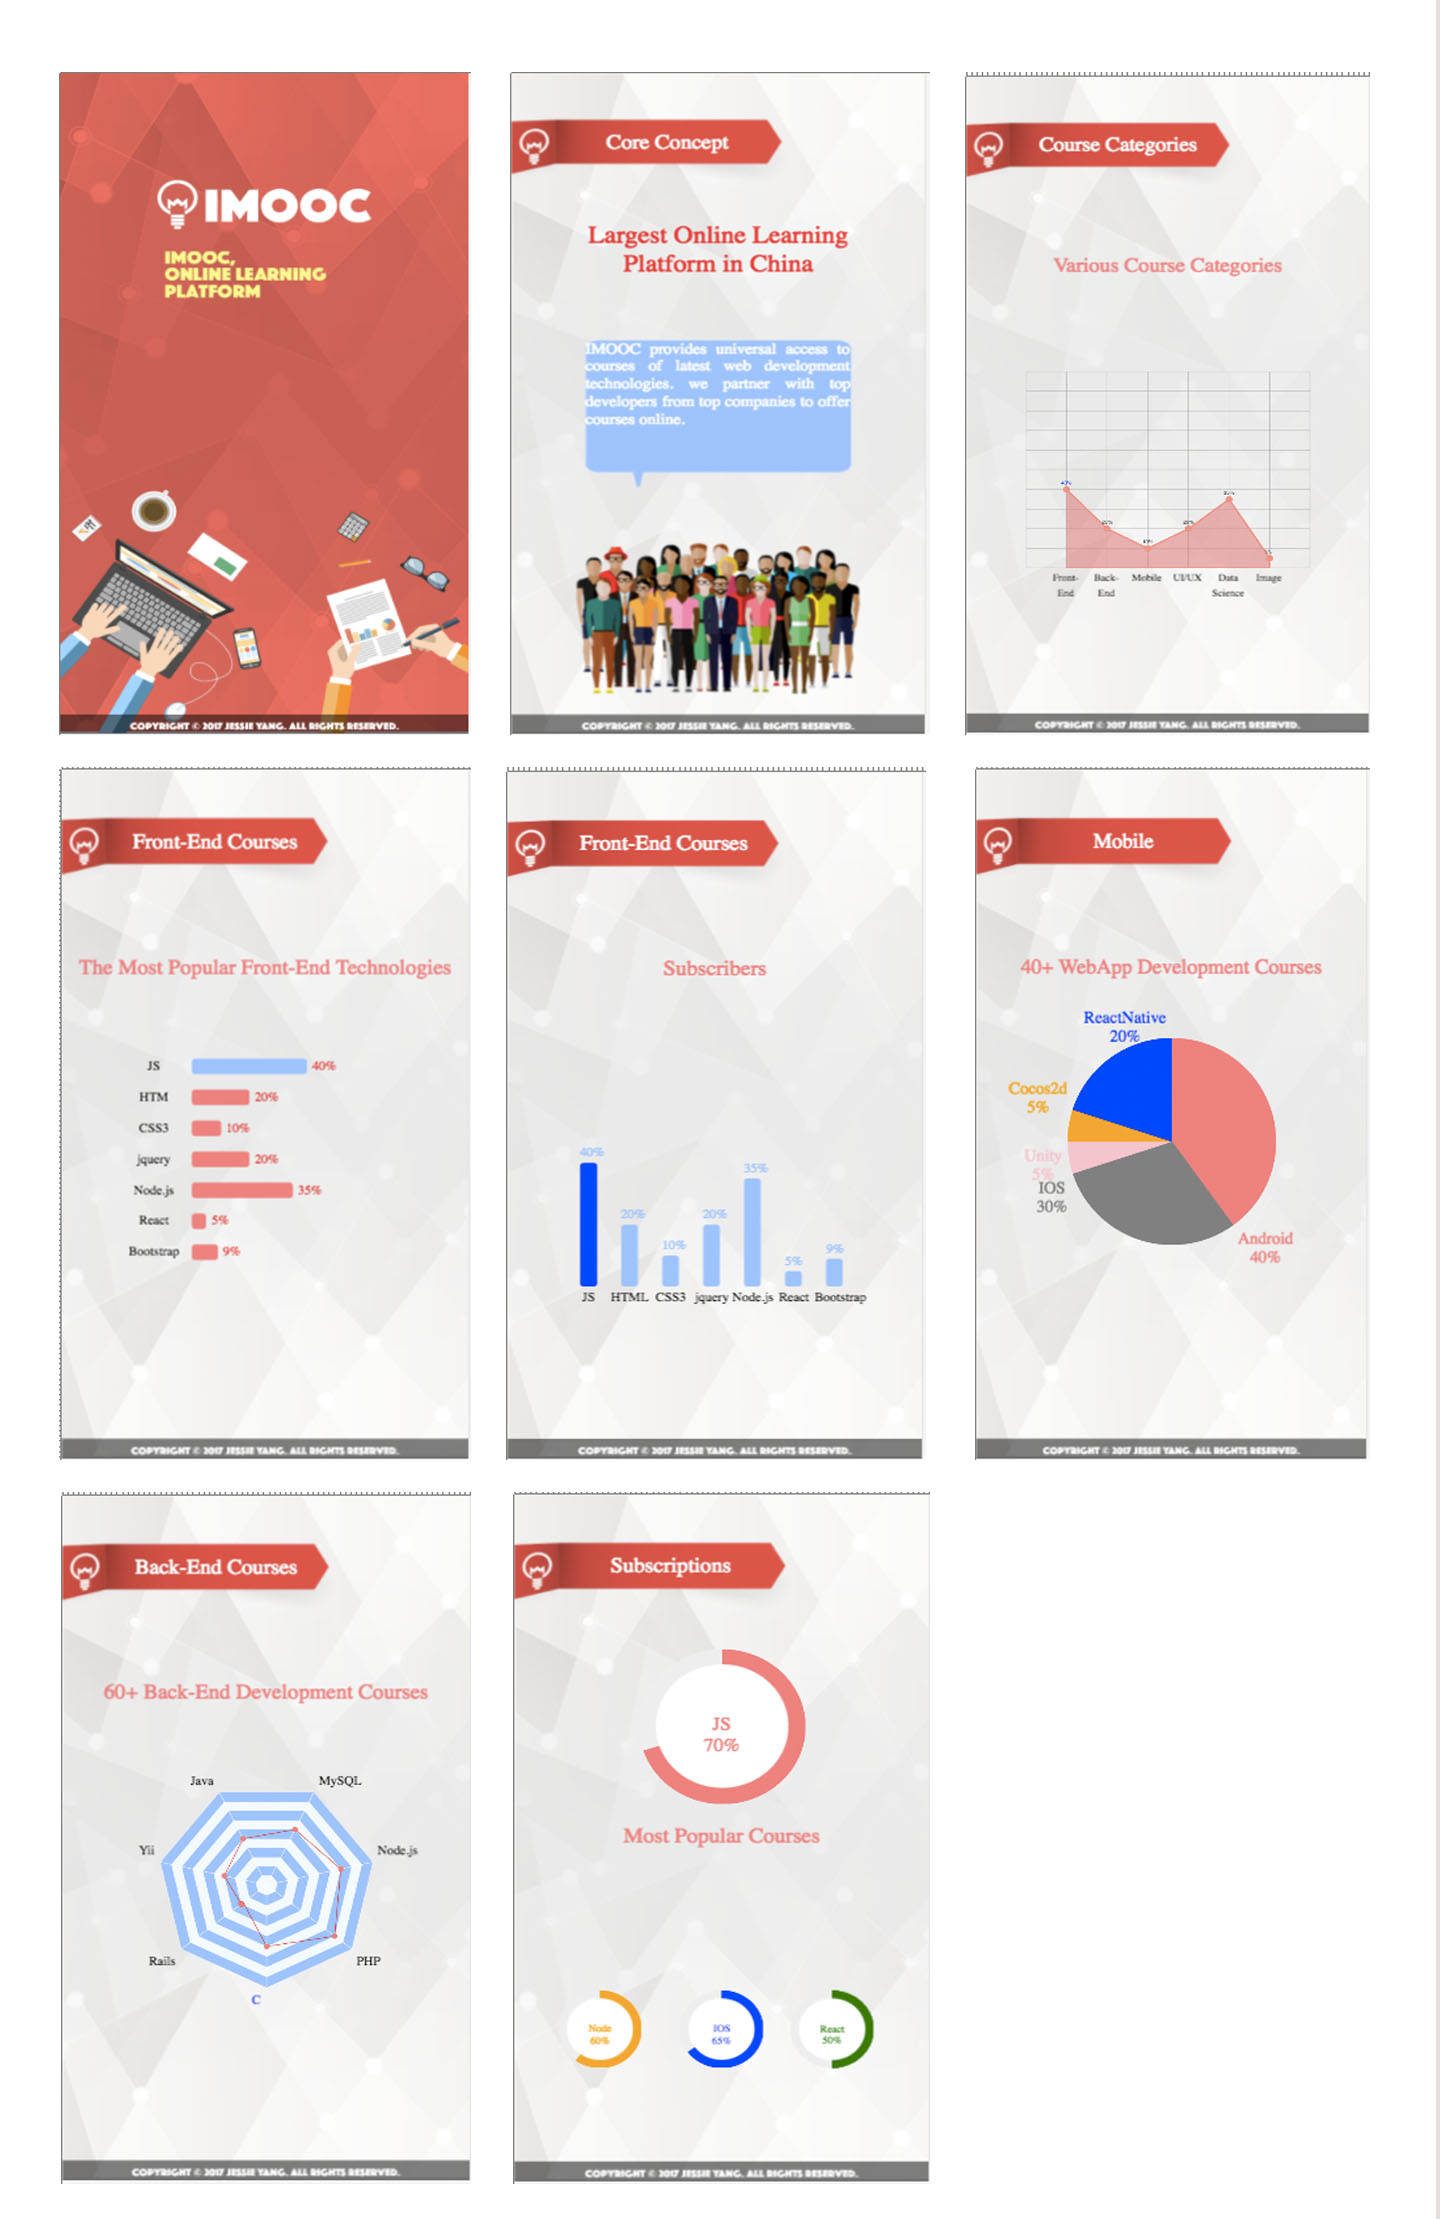 IMOOC
IMOOC,
ONLINE LEARNING
PLATFORM
COPYRIGHT © 2017 JESSIE YANG. ALL RIGHTS RESERVED.
Core Concept
Largest Online Learning
Platform in China
IMOOC provides universal access to
courses of latest web development
technologies. we partner with top
developers from top companies to offer
courses online.
COPYRIGHT © 2017 JESSIE YANG. ALL RIGHTS RESERVED.
Course Categories
Various Course Categories
Front-
End
Back-
End
Mobile
UI/UX
Data
Science
Image
COPYRIGHT © 2017 JESSIE YANG. ALL RIGHTS RESERVED.
Front-End Courses
The Most Popular Front-End Technologies
JS 40%
HTM 20%
CSS3 10%
jquery 20%
Node.js 35%
React 5%
Bootstrap 9%
COPYRIGHT © 2017 JESSIE YANG. ALL RIGHTS RESERVED.
Front-End Courses
Subscribers
40% 20% 10% 20% 35% 5% 9%
JS HTML CSS3 jquery Node.js React Bootstrap
COPYRIGHT © 2017 JESSIE YANG. ALL RIGHTS RESERVED.
Mobile
40+ WebApp Development Courses
ReactNative
20%
Cocos2d
5%
Unity
5%
IOS
30%
Android
40%
COPYRIGHT © 2017 JESSIE YANG. ALL RIGHTS RESERVED.
Back-End Courses
60+ Back-End Development Courses
Java MySQL
Yii Node.js
Rails PHP
C
COPYRIGHT © 2017 JESSIE YANG. ALL RIGHTS RESERVED.
Subscriptions
JS
70%
Most Popular Courses
Node
60%
IOS
65%
React
50%
COPYRIGHT © 2017 JESSIE YANG. ALL RIGHTS RESERVED.